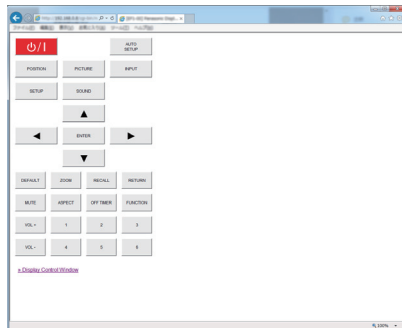 AUTO
SETUP
POSITION PICTURE INPUT
SETUP SOUND
ENTER
DEFAULT ZOOM RECALL RETURN
MUTE ASPECT OFF TIMER FUNCTION
VOL + 1 2 3
VOL - 4 5 6
» Display Control Window
100%